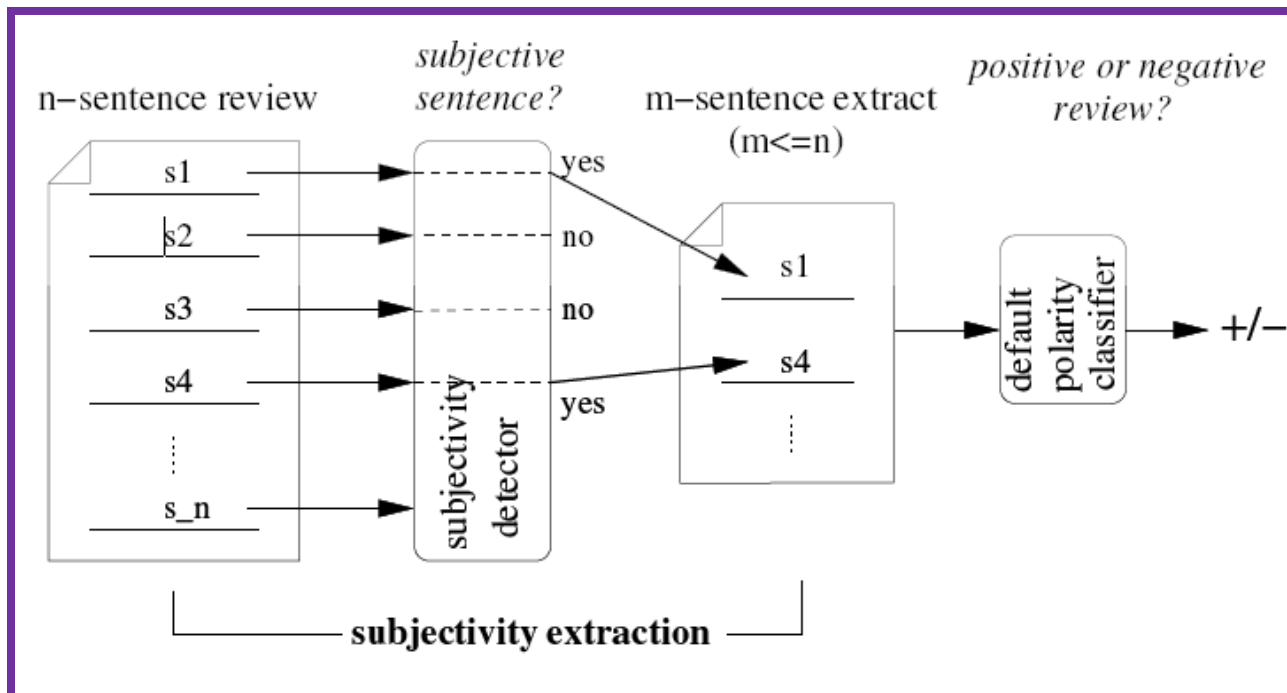 n-sentence review
s1
s2
s3
s4
s_n
subjective
sentence?
yes
no
no
yes
subjectivity
detector
m-sentence extract
(m<=n)
s1
s4
positive or negative
review?
default
polarity
classifier
+/-
subjectivity extraction